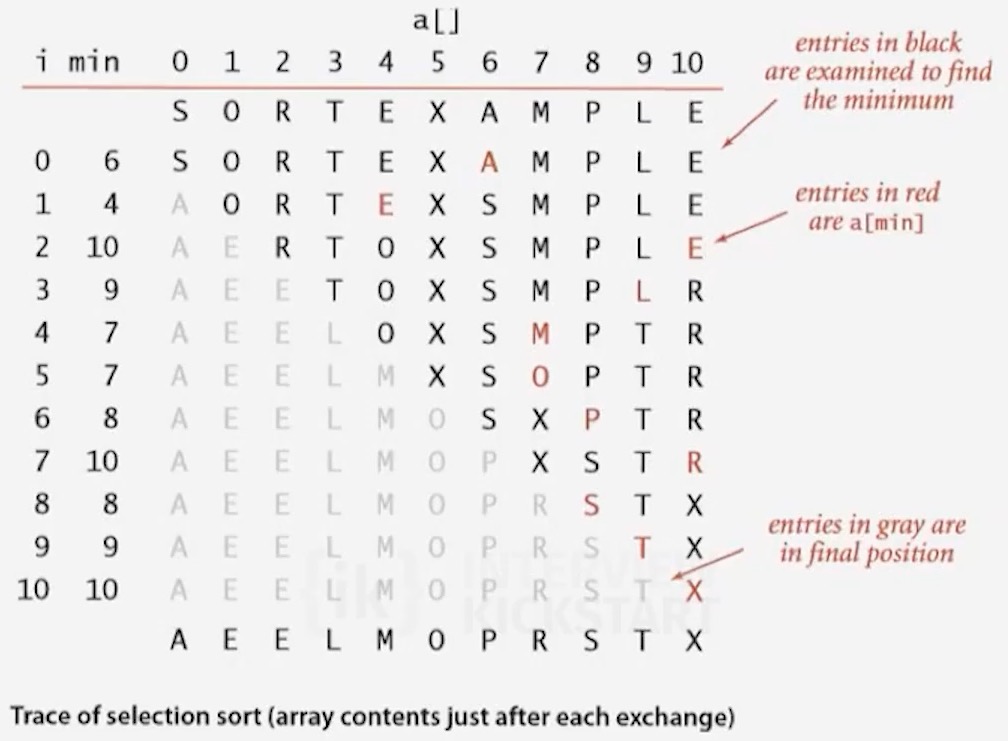 a[]
i min 0 1 2 3 4 5 6 7 8 9 10
S O R T E X A M P L E
0 6 S O R T E X A M P L E
1 4 A O R T E X S M P L E
2 10 A E R T O X S M P L E
3 9 A E E T O X S M P L R
4 7 A E E L O X S M P T R
5 7 A E E L M X S O P T R
6 8 A E E L M O S X P T R
7 10 A E E L M O P X S T R
8 8 A E E L M O P R S T X
9 9 A E E L M O P R S T X
10 10 A E E L M O P R S T X
A E E L M O P R S T X
entries in black
are examined to find
the minimum
entries in red
are a[min]
entries in gray are
in final position
{ik} INTERVIEW
KICKSTART
Trace of selection sort (array contents just after each exchange)